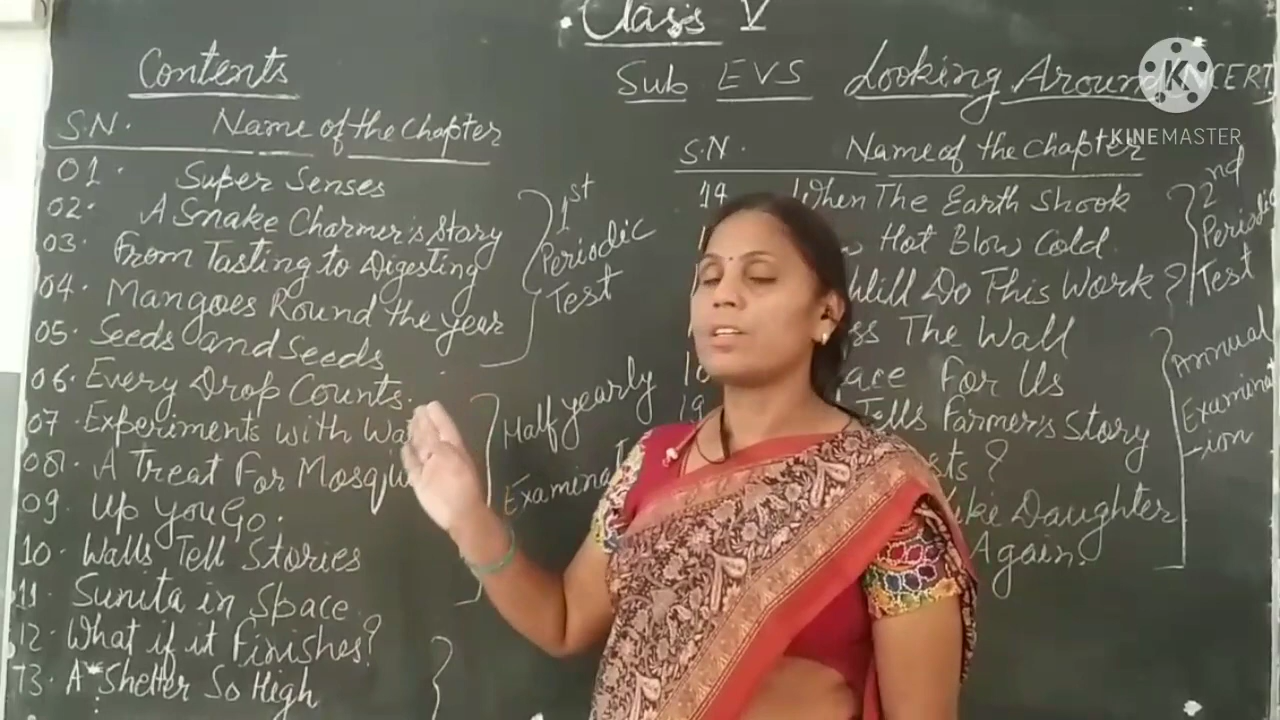 Class V
Contents
Sub EVS Looking Around NCERT
KINEMASTER
S.N. Name of the Chapter
01. Super Senses
02. A Snake Charmer's Story
03. From Tasting to Digesting
04. Mangoes Round the year
05. Seeds and Seeds
1st
Periodic
Test
06. Every Drop Counts.
07. Experiments with
08. A Treat For
09. Up You Go.
10. Walls Tell Stories
11. Sunita in Space
Half yearly
12. What if it Finishes?
13. A Shelter So High
S.N. Name of the Chapter
14 When The Earth Shook
Hot Blow Cold
Will Do This Work?
2nd
Periodic
Test
The Wall
For Us
Tells Farmer's Story
?
Like Daughter
Again.
Annual
Examina
-ion